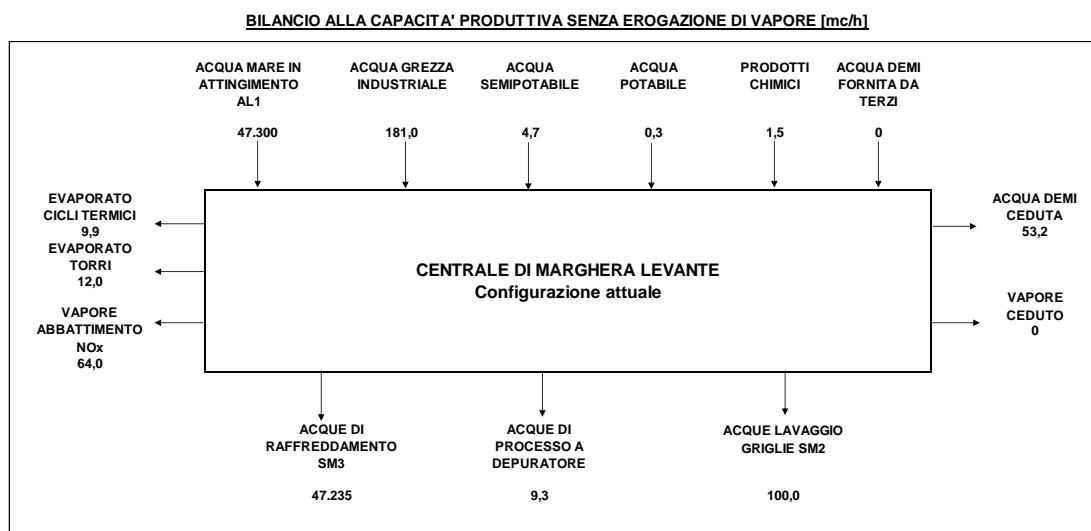 BILANCIO ALLA CAPACITA' PRODUTTIVA SENZA EROGAZIONE DI VAPORE [mc/h]
ACQUA MARE IN
ATTINGIMENTO
AL1
47.300
ACQUA GREZZA
INDUSTRIALE
181,0
ACQUA
SEMIPOTABILE
4,7
ACQUA
POTABILE
0,3
PRODOTTI
CHIMICI
1,5
ACQUA DEMI
FORNITA DA
TERZI
0
EVAPORATO
CICLI TERMICI
9,9
EVAPORATO
TORRI
12,0
VAPORE
ABBATTIMENTO
NOx
64,0
CENTRALE DI MARGHERA LEVANTE
Configurazione attuale
ACQUA DEMI
CEDUTA
53,2
VAPORE
CEDUTO
0
ACQUE DI
RAFFREDDAMENTO
SM3
47.235
ACQUE DI
PROCESSO A
DEPURATORE
9,3
ACQUE LAVAGGIO
GRIGLIE SM2
100,0